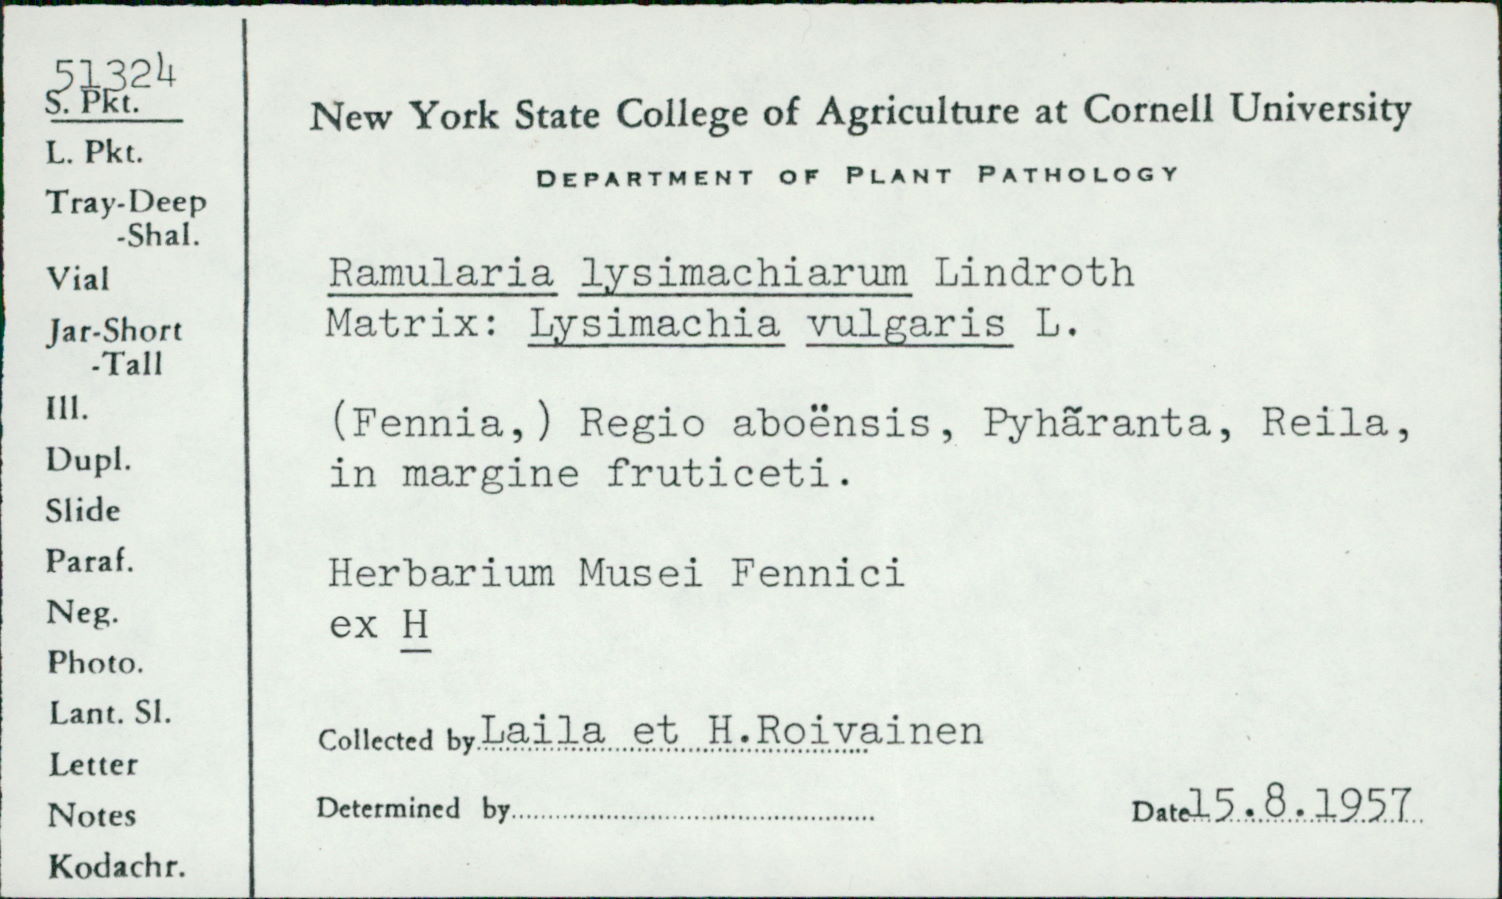 51324
S. Pkt.
L. Pkt.
Tray-Deep
-Shal.
Vial
Jar-Short
-Tall
Ill.
Dupl.
Slide
Paraf.
Neg.
Photo.
Lant. Sl.
Letter
Notes
Kodachr.
New York State College of Agriculture at Cornell University
DEPARTMENT OF PLANT PATHOLOGY
Ramularia lysimachiarum Lindroth
Matrix: Lysimachia vulgaris L.
(Fennia,) Regio aboënsis, Pyhãranta, Reila,
in margine fruticeti.
Herbarium Musei Fennici
ex H
Collected by Laila et H.Roivainen
Determined by
Date 15.8.1957